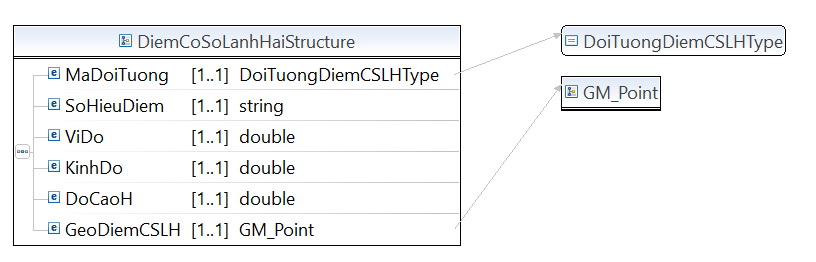 DiemCoSoLanhHaiStructure
MaDoiTuong [1..1] DoiTuongDiemCSLHType
SoHieuDiem [1..1] string
ViDo [1..1] double
KinhDo [1..1] double
DoCaoH [1..1] double
GeoDiemCSLH [1..1] GM_Point
DoiTuongDiemCSLHType
GM_Point